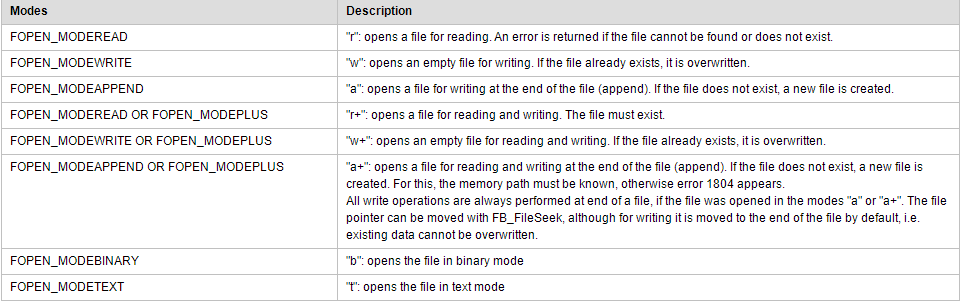 Modes Description
FOPEN_MODEREAD "r": opens a file for reading. An error is returned if the file cannot be found or does not exist.
FOPEN_MODEWRITE "w": opens an empty file for writing. If the file already exists, it is overwritten.
FOPEN_MODEAPPEND "a": opens a file for writing at the end of the file (append). If the file does not exist, a new file is created.
FOPEN_MODEREAD OR FOPEN_MODEPLUS "r+": opens a file for reading and writing. The file must exist.
FOPEN_MODEWRITE OR FOPEN_MODEPLUS "w+": opens an empty file for reading and writing. If the file already exists, it is overwritten.
FOPEN_MODEAPPEND OR FOPEN_MODEPLUS "a+": opens a file for reading and writing at the end of the file (append). If the file does not exist, a new file is
created. For this, the memory path must be known, otherwise error 1804 appears.
All write operations are always performed at end of a file, if the file was opened in the modes "a" or "a+". The file
pointer can be moved with FB_FileSeek, although for writing it is moved to the end of the file by default, i.e.
existing data cannot be overwritten.
FOPEN_MODEBINARY "b": opens the file in binary mode
FOPEN_MODETEXT "t": opens the file in text mode